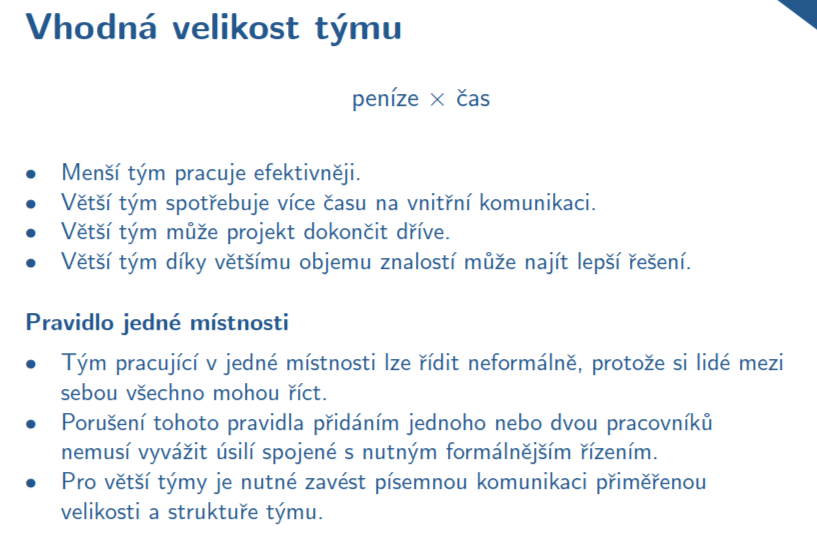 Vhodná velikost týmu
peníze × čas
• Menší tým pracuje efektivněji.
• Větší tým spotřebuje více času na vnitřní komunikaci.
• Větší tým může projekt dokončit dříve.
• Větší tým díky většímu objemu znalostí může najít lepší řešení.
Pravidlo jedné místnosti
• Tým pracující v jedné místnosti lze řídit neformálně, protože si lidé mezi
sebou všechno mohou říct.
• Porušení tohoto pravidla přidáním jednoho nebo dvou pracovníků
nemusí vyvážit úsilí spojené s nutným formálnějším řízením.
• Pro větší týmy je nutné zavést písemnou komunikaci přiměřenou
velikosti a struktuře týmu.